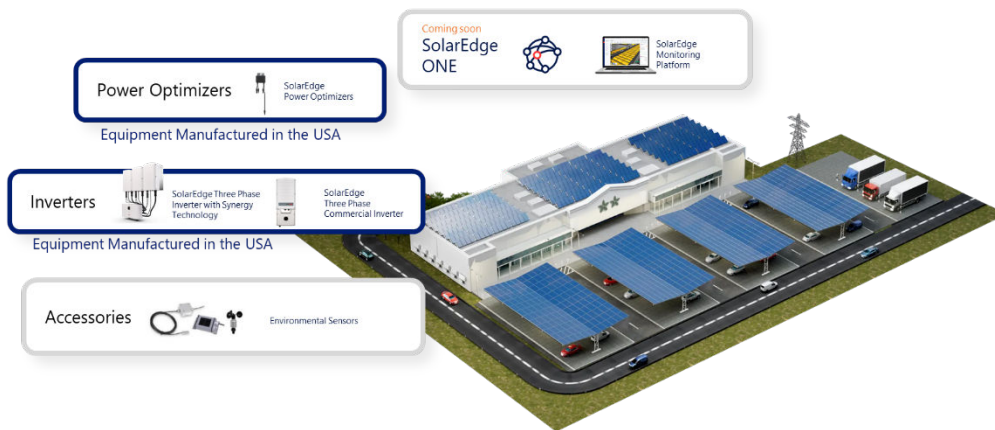 Coming soon
SolarEdge
ONE
SolarEdge
Monitoring
Platform
Power Optimizers
SolarEdge
Power Optimizers
Equipment Manufactured in the USA
Inverters
SolarEdge Three Phase
Inverter with Synergy
Technology
SolarEdge
Three Phase
Commercial Inverter
Equipment Manufactured in the USA
Accessories
Environmental Sensors